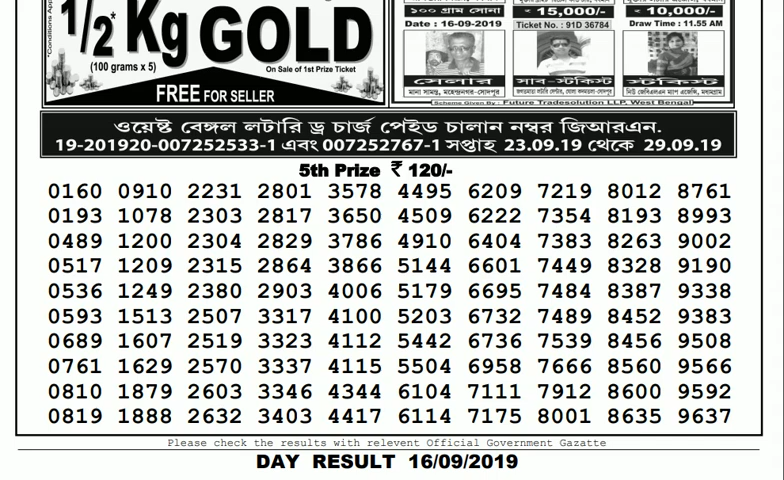 *Conditions Ap
1/2* Kg GOLD
(100 grams x 5)
On Sale of 1st Prize Ticket
FREE FOR SELLER
১০০ গ্রাম সোনা
15,000/-
10,000/-
Date : 16-09-2019
Ticket No. : 91D 36784
Draw Time : 11.55 AM
সেলার
সাব-স্টকিস্ট
স্টকিস্ট
Scheme Given By : Future Tradesolution LLP, West Bengal
ওয়েস্ট বেঙ্গল লটারি ড্র চার্জ পেইড চালান নম্বর জিআরএন.
19-201920-007252533-1 এবং 007252767-1 সপ্তাহ 23.09.19 থেকে 29.09.19
5th Prize ₹ 120/-
0160 0910 2231 2801 3578 4495 6209 7219 8012 8761
0193 1078 2303 2817 3650 4509 6222 7354 8193 8993
0489 1200 2304 2829 3786 4910 6404 7383 8263 9002
0517 1209 2315 2864 3866 5144 6601 7449 8328 9190
0536 1249 2380 2903 4006 5179 6695 7484 8387 9338
0593 1513 2507 3317 4100 5203 6732 7489 8452 9383
0689 1607 2519 3323 4112 5442 6736 7539 8456 9508
0761 1629 2570 3337 4115 5504 6958 7666 8560 9566
0810 1879 2603 3346 4344 6104 7111 7912 8600 9592
0819 1888 2632 3403 4417 6114 7175 8001 8635 9637
Please check the results with relevent Official Government Gazatte
DAY RESULT 16/09/2019